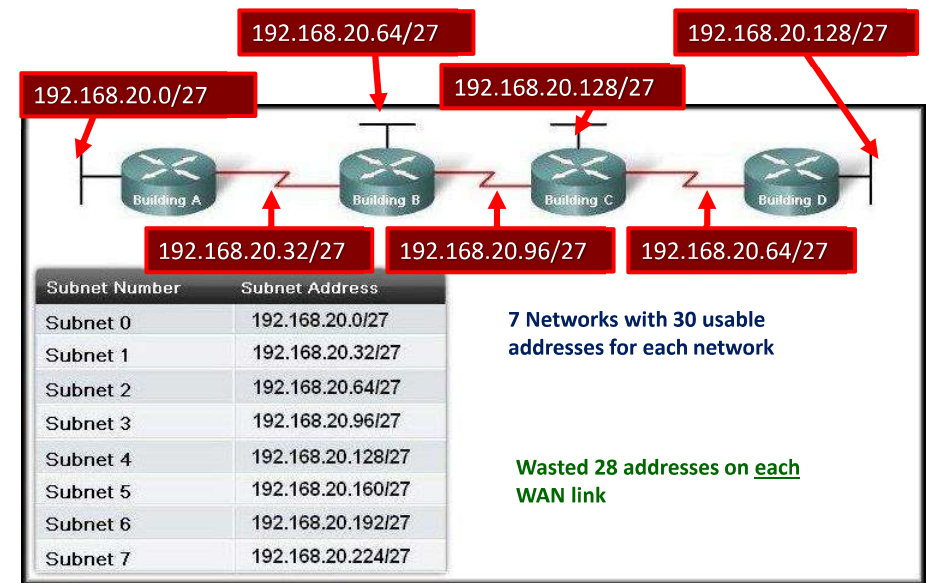 192.168.20.64/27
192.168.20.128/27
192.168.20.0/27
192.168.20.128/27
Building A
Building B
Building C
Building D
192.168.20.32/27
192.168.20.96/27
192.168.20.64/27
Subnet Number Subnet Address
Subnet 0 192.168.20.0/27
Subnet 1 192.168.20.32/27
Subnet 2 192.168.20.64/27
Subnet 3 192.168.20.96/27
Subnet 4 192.168.20.128/27
Subnet 5 192.168.20.160/27
Subnet 6 192.168.20.192/27
Subnet 7 192.168.20.224/27
7 Networks with 30 usable
addresses for each network
Wasted 28 addresses on each
WAN link